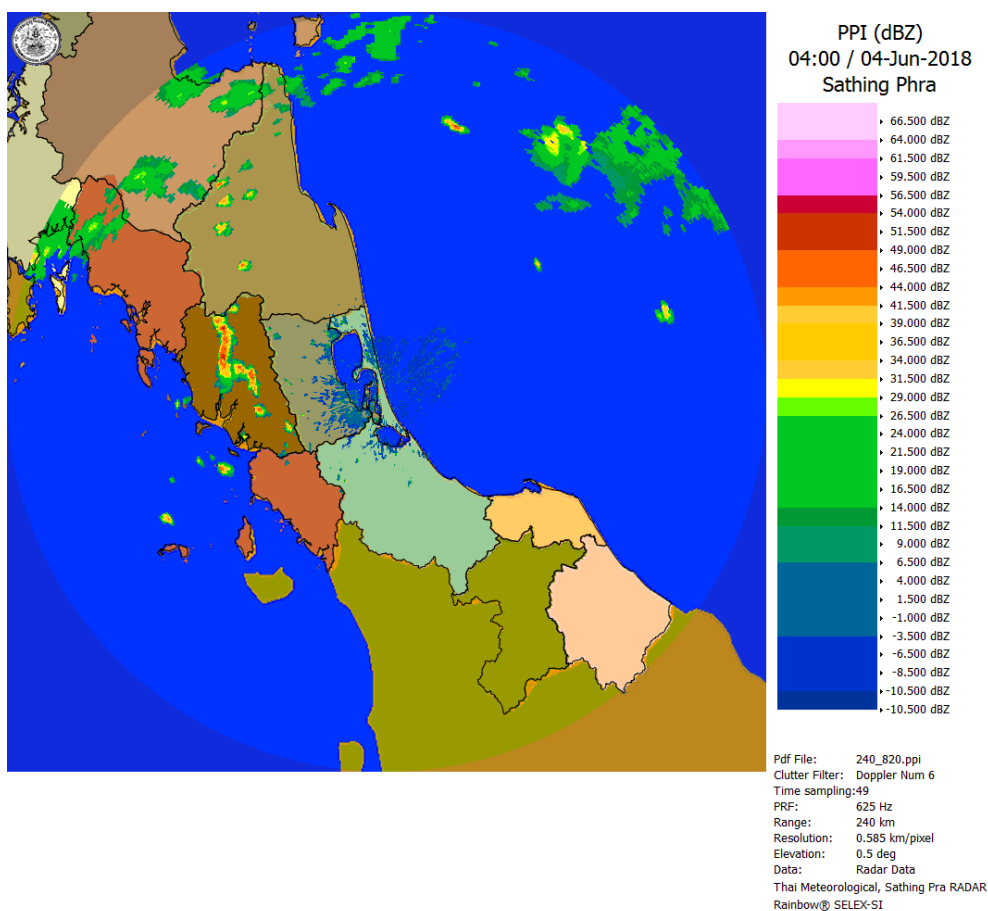 PPI (dBZ)
04:00 / 04-Jun-2018
Sathing Phra
66.500 dBZ
64.000 dBZ
61.500 dBZ
59.500 dBZ
56.500 dBZ
54.000 dBZ
51.500 dBZ
49.000 dBZ
46.500 dBZ
44.000 dBZ
41.500 dBZ
39.000 dBZ
36.500 dBZ
34.000 dBZ
31.500 dBZ
29.000 dBZ
26.500 dBZ
24.000 dBZ
21.500 dBZ
19.000 dBZ
16.500 dBZ
14.000 dBZ
11.500 dBZ
9.000 dBZ
6.500 dBZ
4.000 dBZ
1.500 dBZ
-1.000 dBZ
-3.500 dBZ
-6.500 dBZ
-8.500 dBZ
-10.500 dBZ
-10.500 dBZ
Pdf File: 240_820.ppi
Clutter Filter: Doppler Num 6
Time sampling:49
PRF: 625 Hz
Range: 240 km
Resolution: 0.585 km/pixel
Elevation: 0.5 deg
Data: Radar Data
Thai Meteorological, Sathing Pra RADAR
Rainbow® SELEX-SI